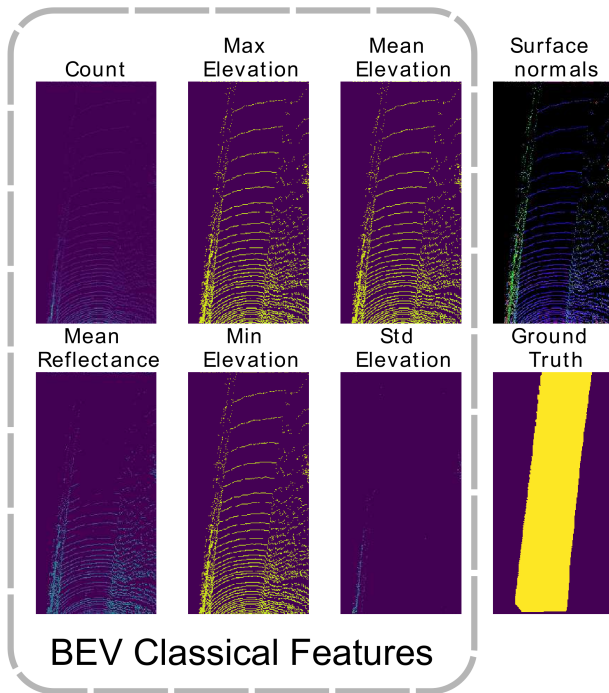 Count
Max
Elevation
Mean
Elevation
Surface
normals
Mean
Reflectance
Min
Elevation
Std
Elevation
Ground
Truth
BEV Classical Features